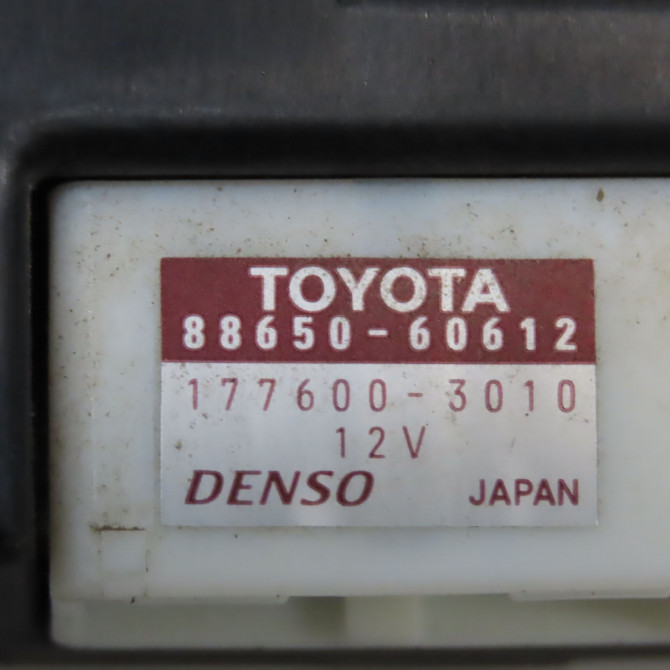 TOYOTA
88650-60612
177600-3010
12V
DENSO JAPAN